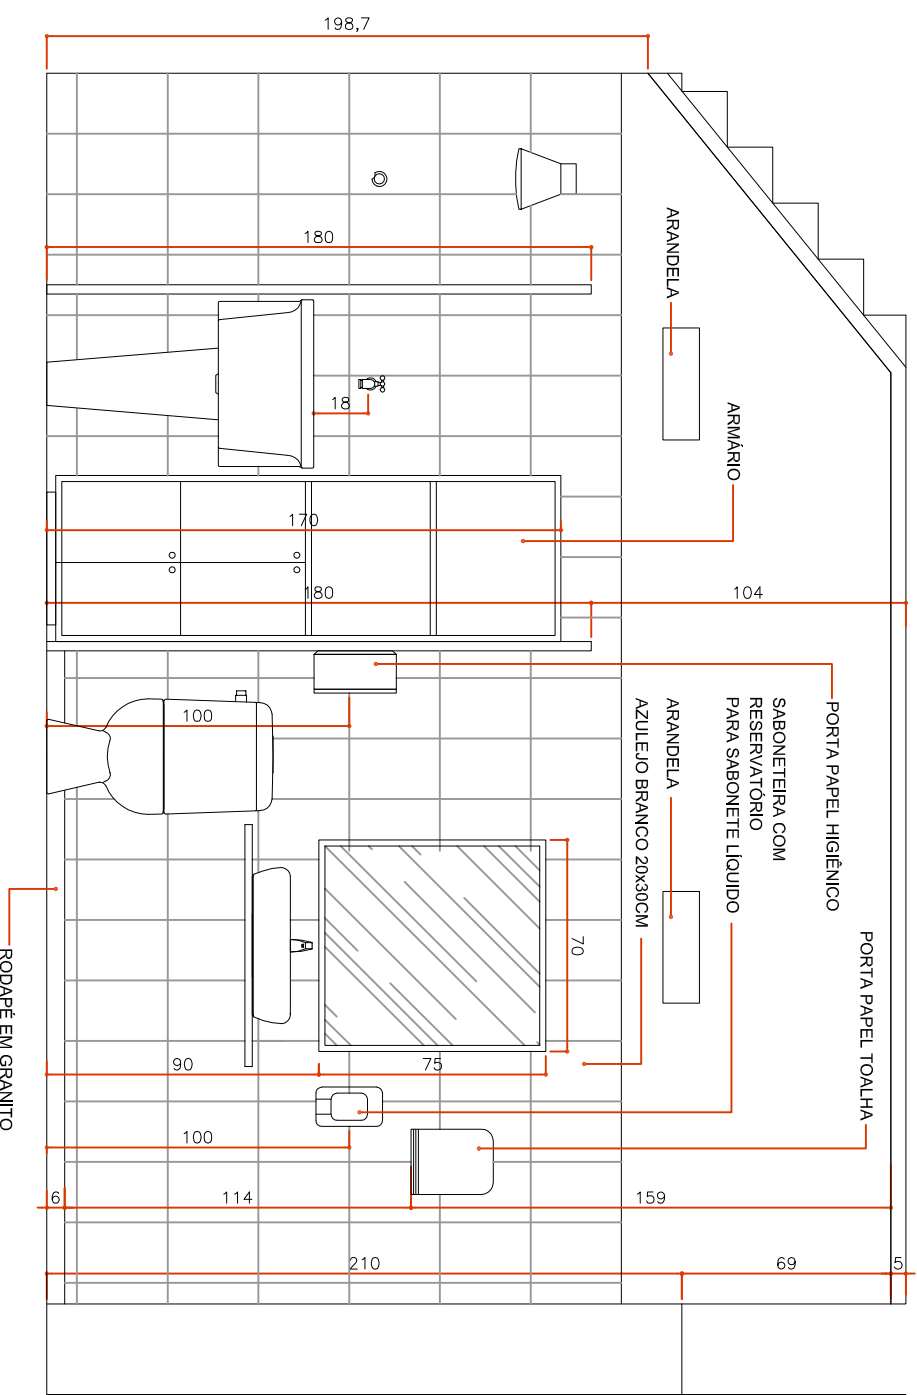 198,7
180
18
170
180
104
100
70
90
75
100
6
114
159
210
69
5
ARANDELA
ARMÁRIO
PORTA PAPEL HIGIÊNICO
SABONETEIRA COM
RESERVATÓRIO
PARA SABONETE LÍQUIDO
ARANDELA
AZULEJO BRANCO 20x30CM
PORTA PAPEL TOALHA
RODAPÉ EM GRANITO